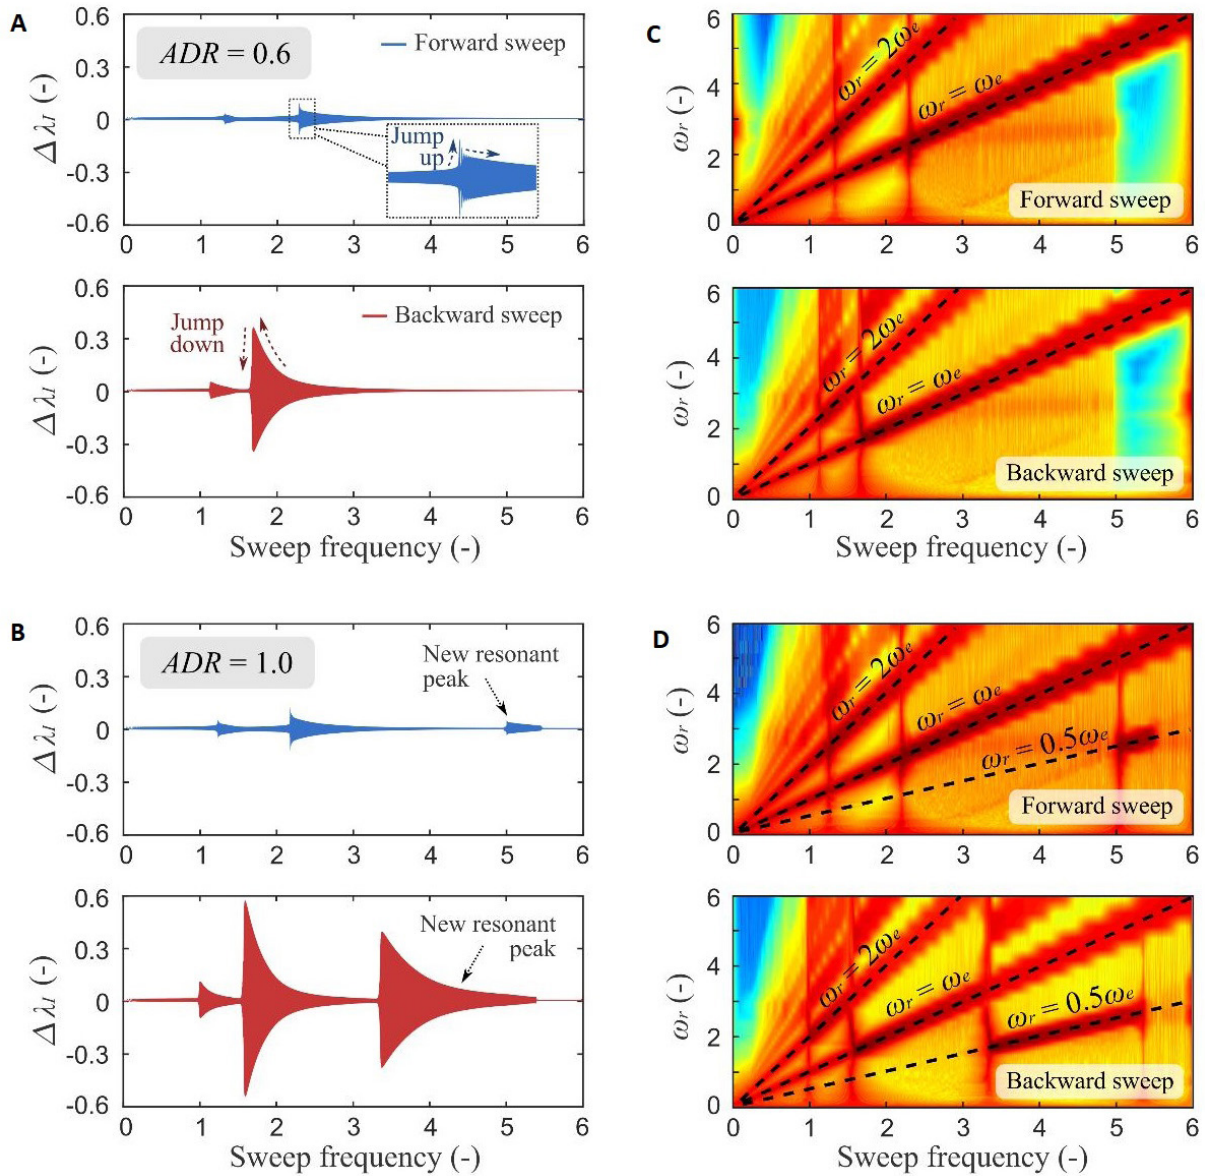 A
0.6
0.3
0
-0.3
-0.6
Δλ₁ (-)
ADR = 0.6
Forward sweep
Jump
up
0 1 2 3 4 5 6
0.6
0.3
0
-0.3
-0.6
Δλ₁ (-)
Jump
down
Backward sweep
0 1 2 3 4 5 6
Sweep frequency (-)
B
0.6
0.3
0
-0.3
-0.6
Δλ₁ (-)
ADR = 1.0
New resonant
peak
0 1 2 3 4 5 6
0.6
0.3
0
-0.3
-0.6
Δλ₁ (-)
New resonant
peak
0 1 2 3 4 5 6
Sweep frequency (-)
C
6
4
2
0
ωr (-)
ωr = 2ωe
ωr = ωe
Forward sweep
0 1 2 3 4 5 6
6
4
2
0
ωr (-)
ωr = 2ωe
ωr = ωe
Backward sweep
0 1 2 3 4 5 6
Sweep frequency (-)
D
6
4
2
0
ωr (-)
ωr = 2ωe
ωr = ωe
ωr = 0.5ωe
Forward sweep
0 1 2 3 4 5 6
6
4
2
0
ωr (-)
ωr = 2ωe
ωr = ωe
ωr = 0.5ωe
Backward sweep
0 1 2 3 4 5 6
Sweep frequency (-)